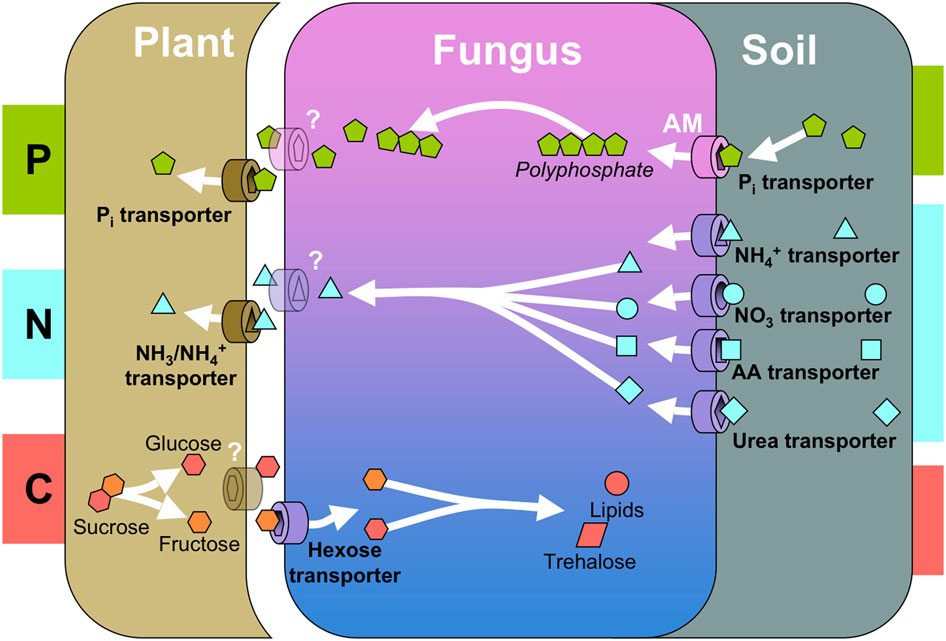 Plant
Fungus
Soil
P
?
AM
Polyphosphate
Pi transporter
Pi transporter
N
?
NH4+ transporter
NO3 transporter
NH3/NH4+
transporter
AA transporter
Urea transporter
C
Glucose
?
Sucrose
Fructose
Hexose
transporter
Lipids
Trehalose